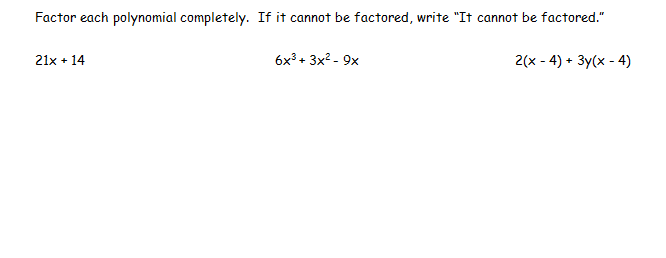 Factor each polynomial completely.  If it cannot be factored, write "It cannot be factored."
21x + 14    6x³ + 3x² - 9x    2(x - 4) + 3y(x - 4)